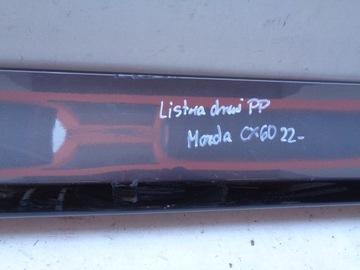 Listwa drzwi PP
Mazda CX60 22-